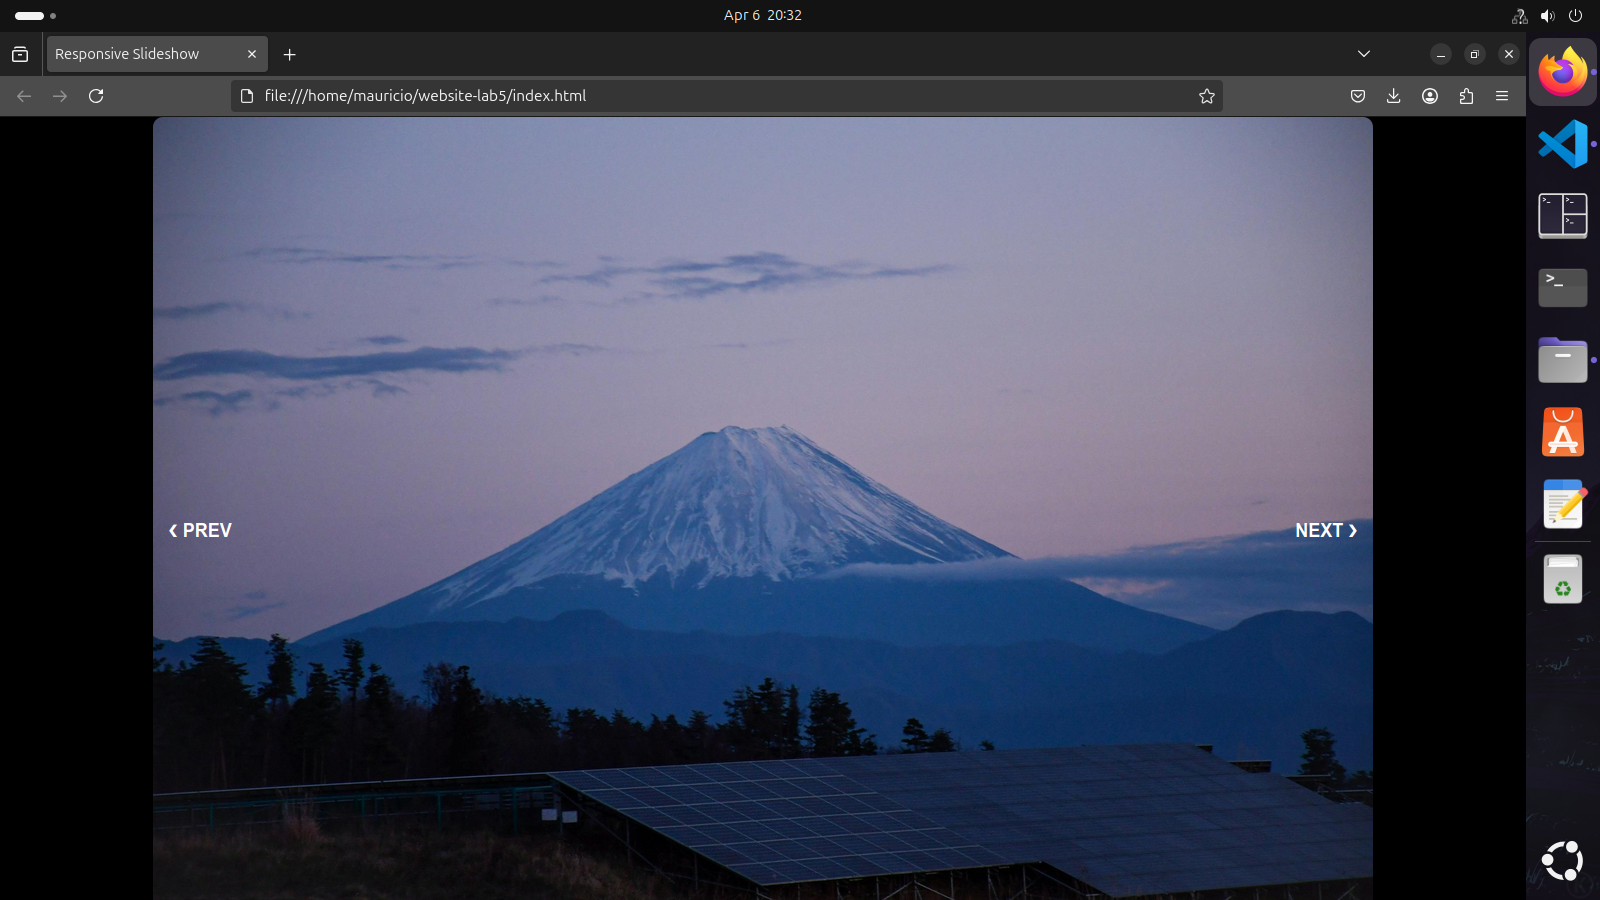 Apr 6 20:32
Responsive Slideshow
file:///home/mauricio/website-lab5/index.html
❮ PREV
NEXT ❯